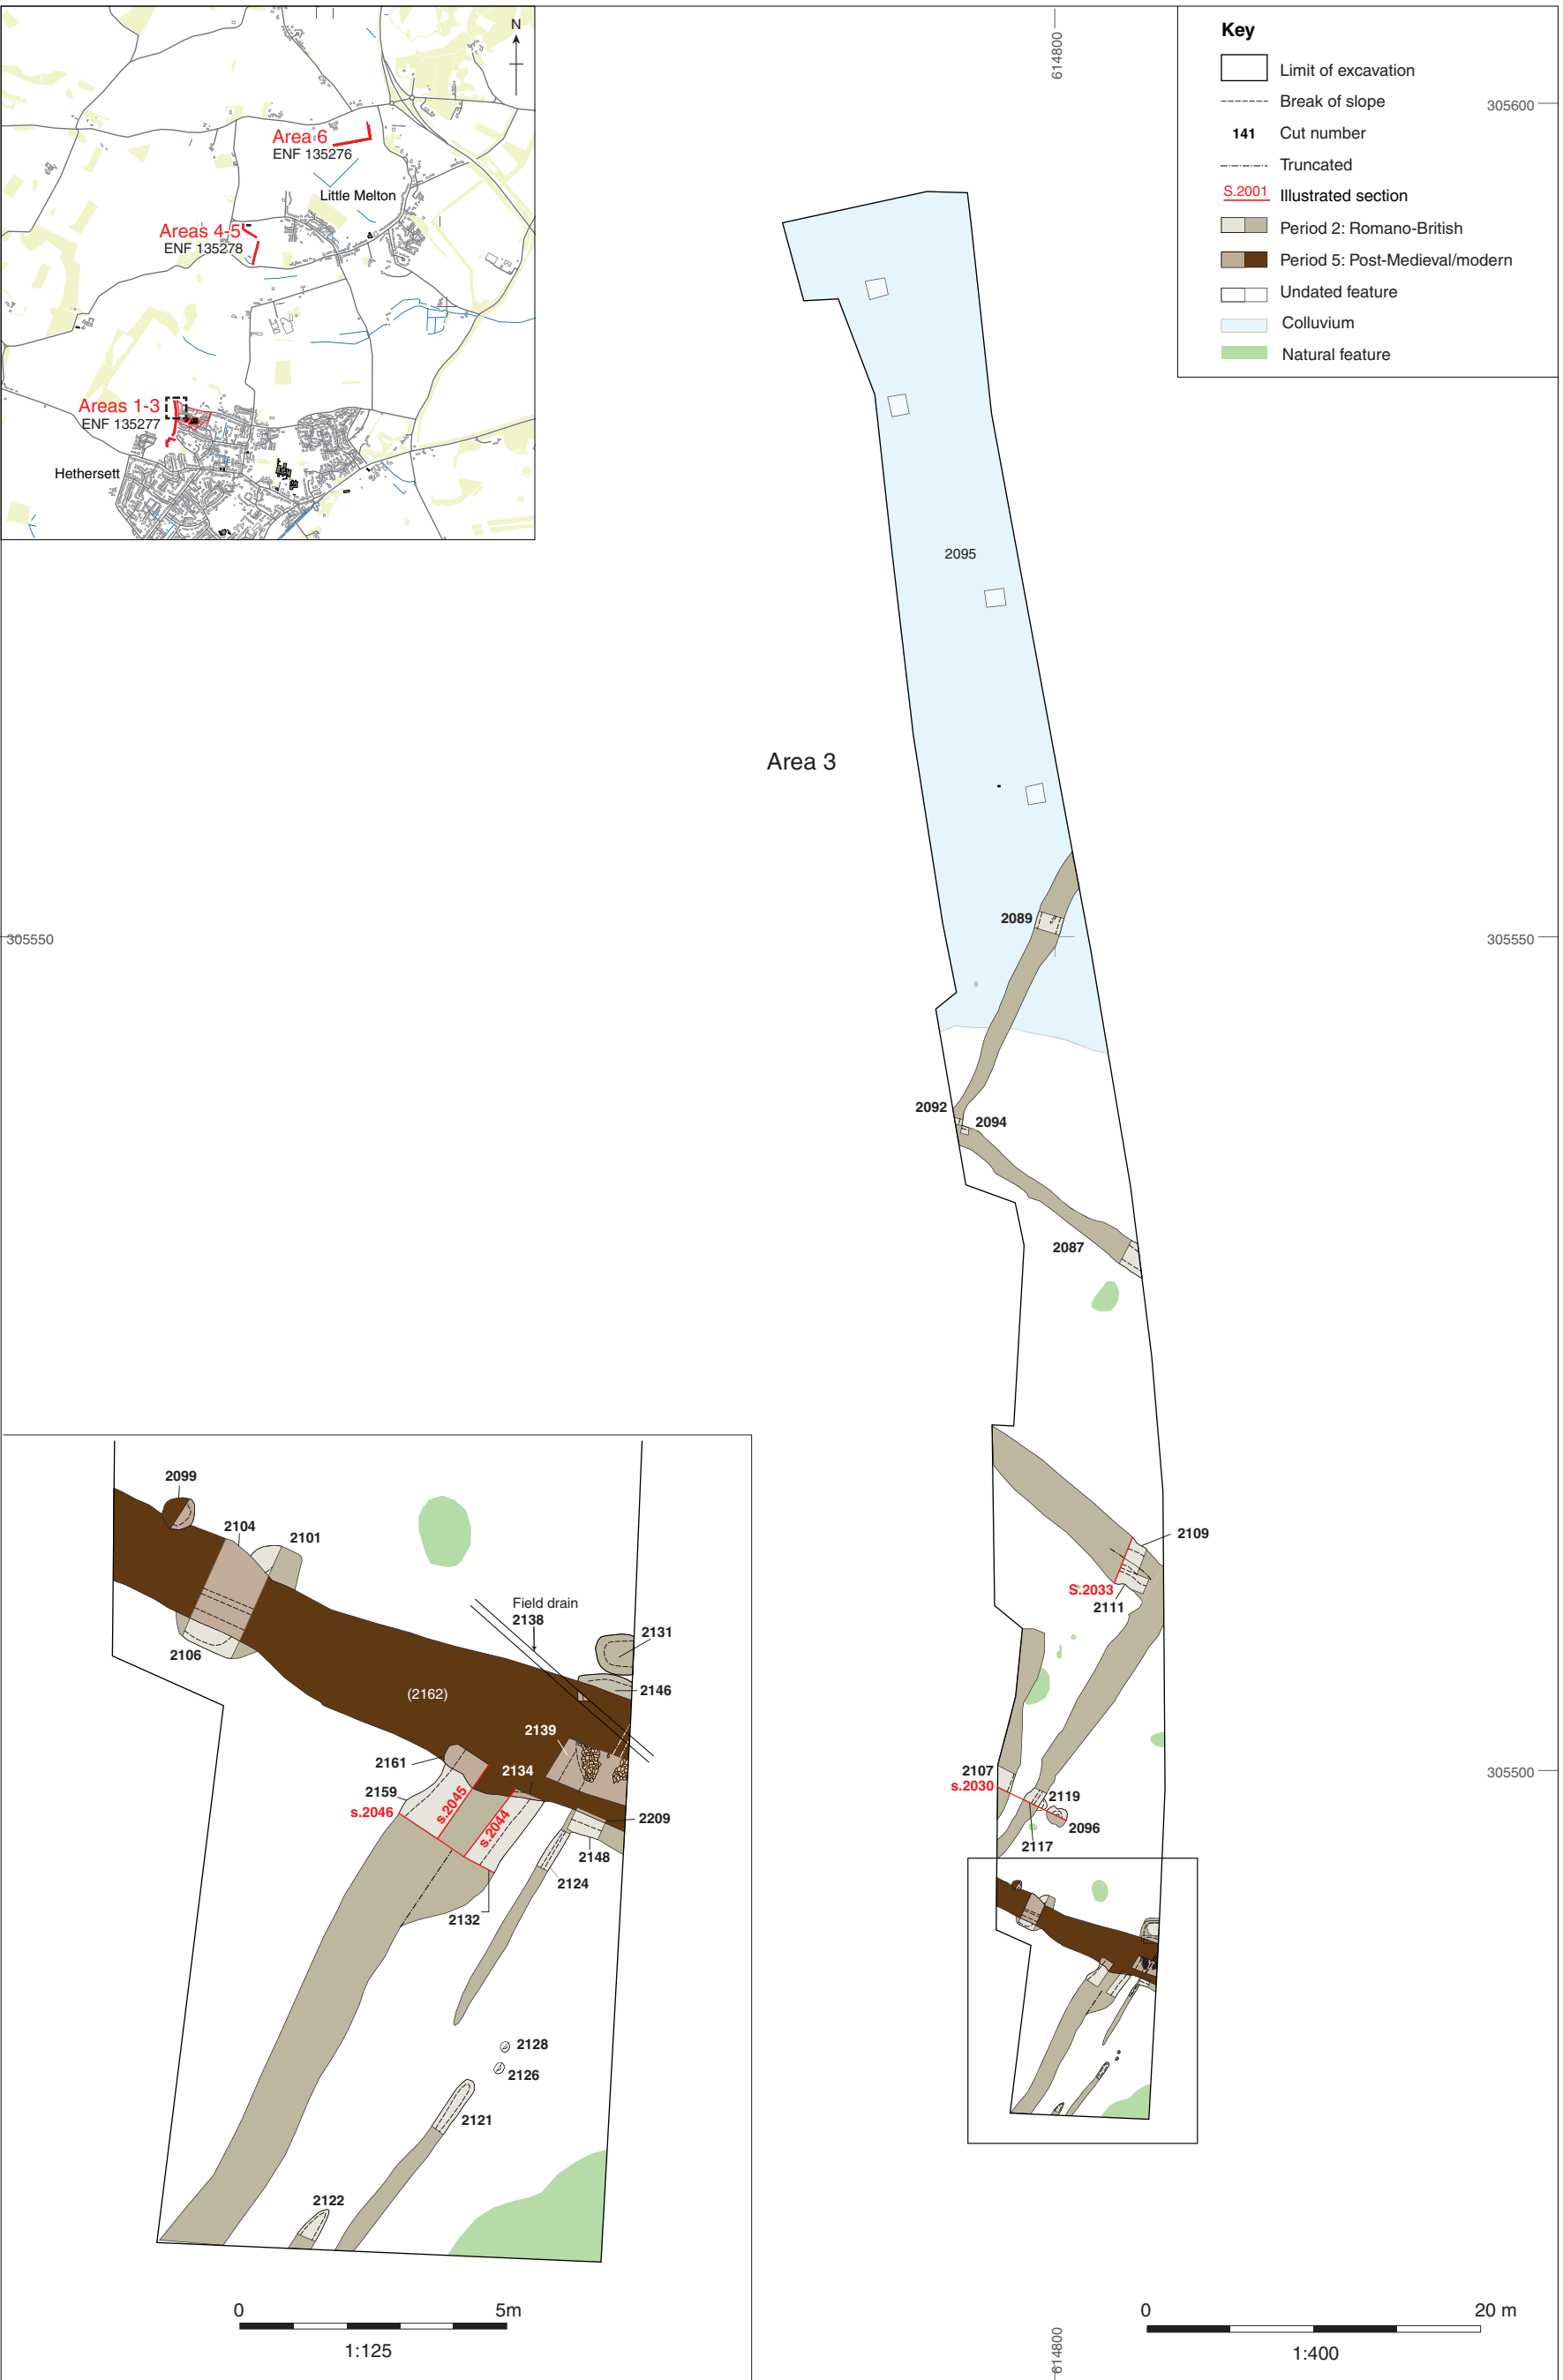 N
Area 6
ENF 135276
Little Melton
Areas 4-5
ENF 135278
Areas 1-3
ENF 135277
Hethersett
614800
305600
Key
Limit of excavation
Break of slope
141 Cut number
Truncated
S.2001 Illustrated section
Period 2: Romano-British
Period 5: Post-Medieval/modern
Undated feature
Colluvium
Natural feature
2095
Area 3
2089
305550
305550
2092
2094
2087
2109
S.2033
2111
2107
s.2030
2119
2096
2117
305500
2099
2104
2101
2106
Field drain
2138
2131
2146
(2162)
2139
2161
2134
2159
s.2046
s.2045
s.2044
2209
2148
2124
2132
2128
2126
2121
2122
0 5m
1:125
0 20 m
1:400
614800